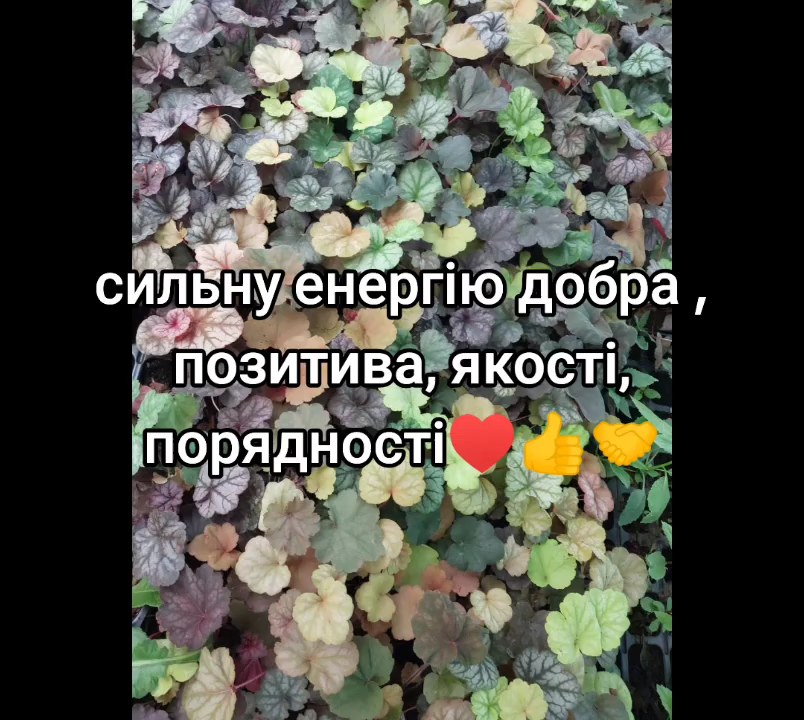 сильну енергію добра ,
позитива, якості,
порядності❤️👍🤝